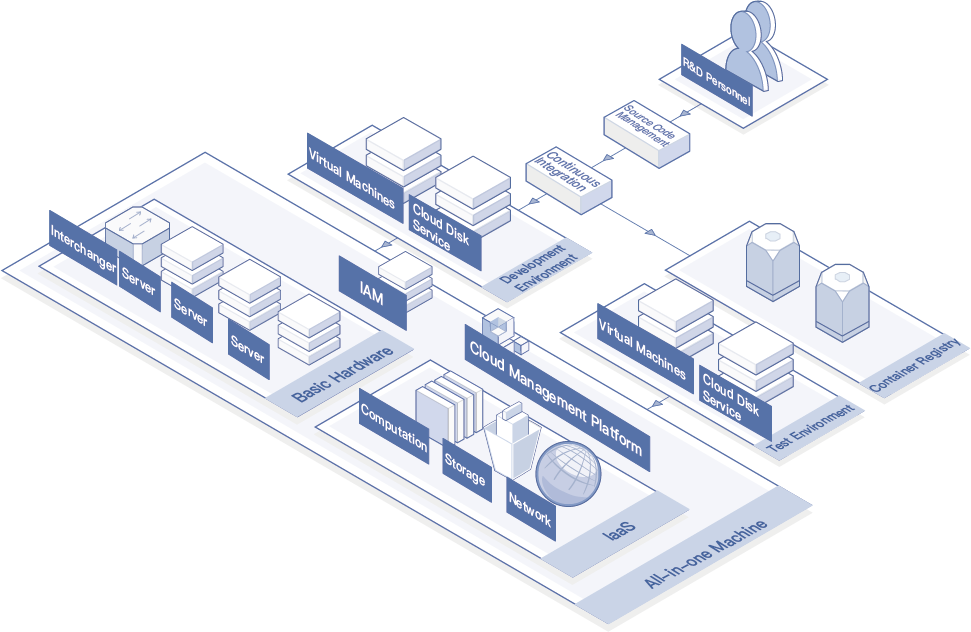 R&D Personnel
Source Code
Management
Continuous
Integration
Virtual Machines
Cloud Disk
Service
Development
Environment
Interchanger
Server
Server
Server
Basic Hardware
IAM
Cloud Management Platform
Computation
Storage
Network
IaaS
All-in-one Machine
Virtual Machines
Cloud Disk
Service
Test Environment
Container Registry